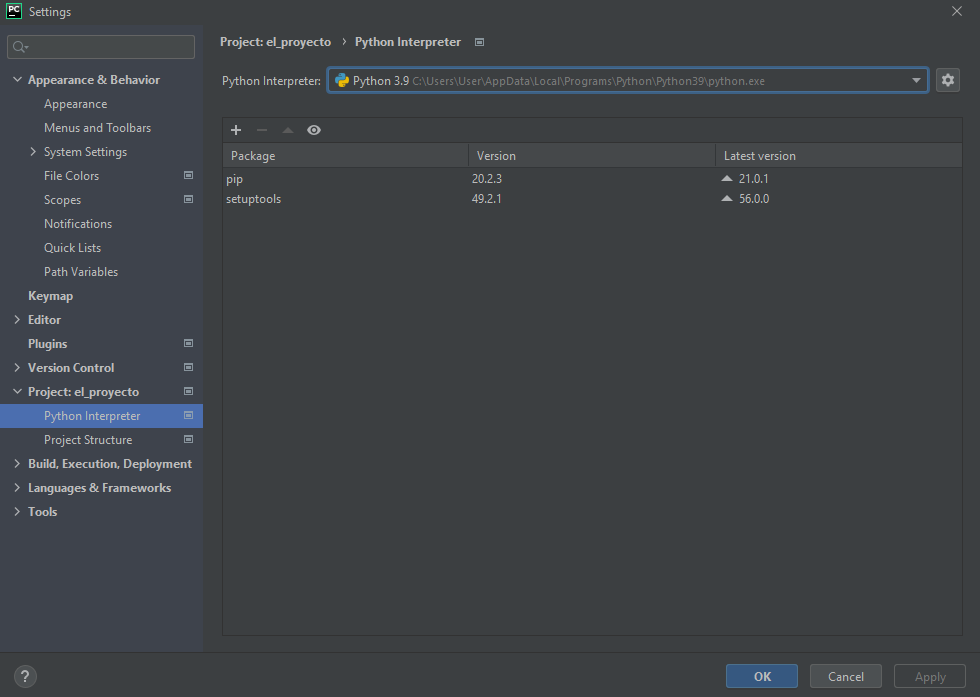 PC Settings
Appearance & Behavior
Appearance
Menus and Toolbars
System Settings
File Colors
Scopes
Notifications
Quick Lists
Path Variables
Keymap
Editor
Plugins
Version Control
Project: el_proyecto
Python Interpreter
Project Structure
Build, Execution, Deployment
Languages & Frameworks
Tools
Project: el_proyecto › Python Interpreter
Python Interpreter: Python 3.9 C:\Users\User\AppData\Local\Programs\Python\Python39\python.exe
Package Version Latest version
pip 20.2.3 21.0.1
setuptools 49.2.1 56.0.0
? OK Cancel Apply